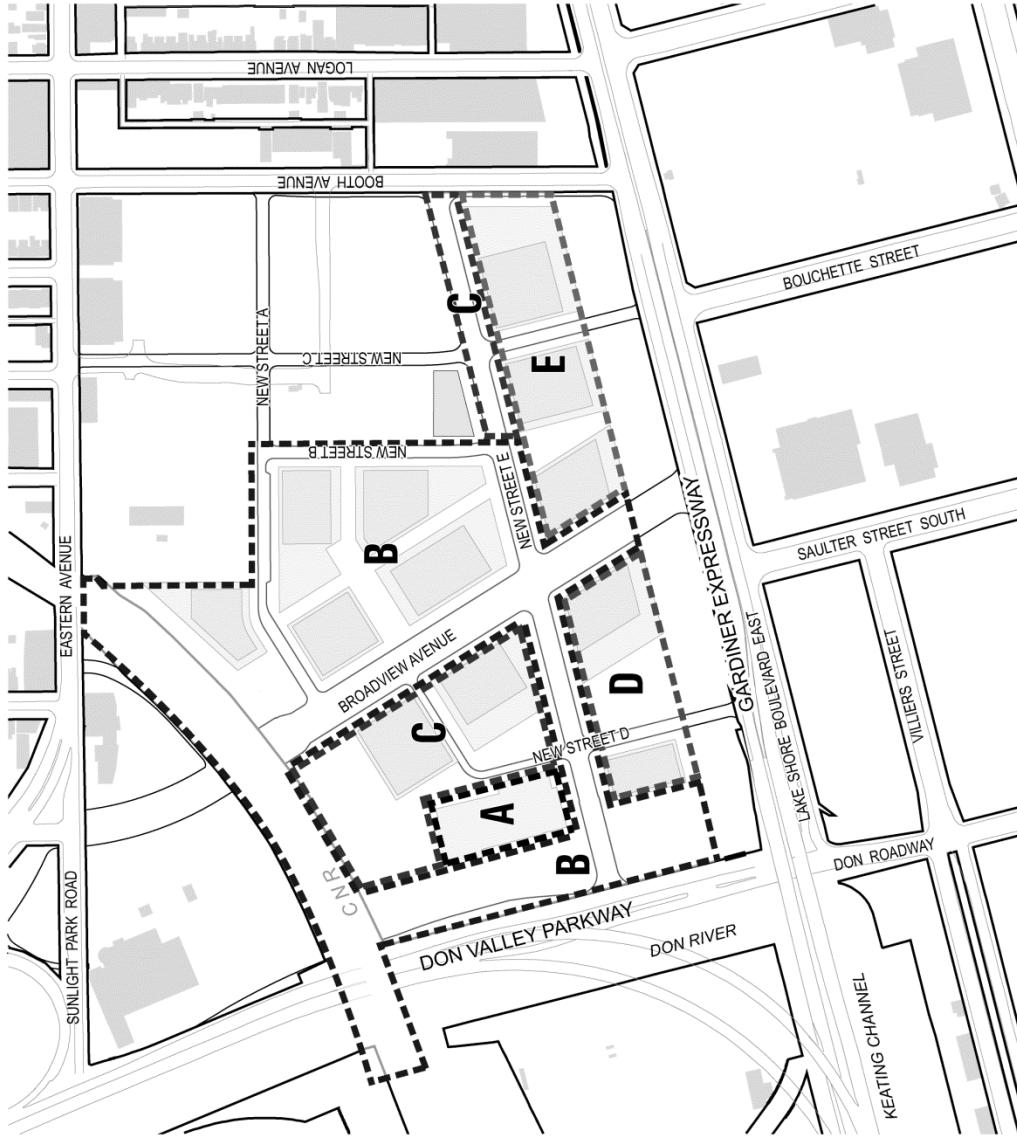 LOGAN AVENUE
BOOTH AVENUE
NEW STREET A
NEW STREET C
C
BOUCHETTE STREET
E
EASTERN AVENUE
NEW STREET B
B
NEW STREET E
GARDINER EXPRESSWAY
SAULTER STREET SOUTH
BROADVIEW AVENUE
C
D
NEW STREET D
LAKE SHORE BOULEVARD EAST
VILLIERS STREET
A
B
CNR
DON ROADWAY
SUNLIGHT PARK ROAD
DON VALLEY PARKWAY
DON RIVER
KEATING CHANNEL